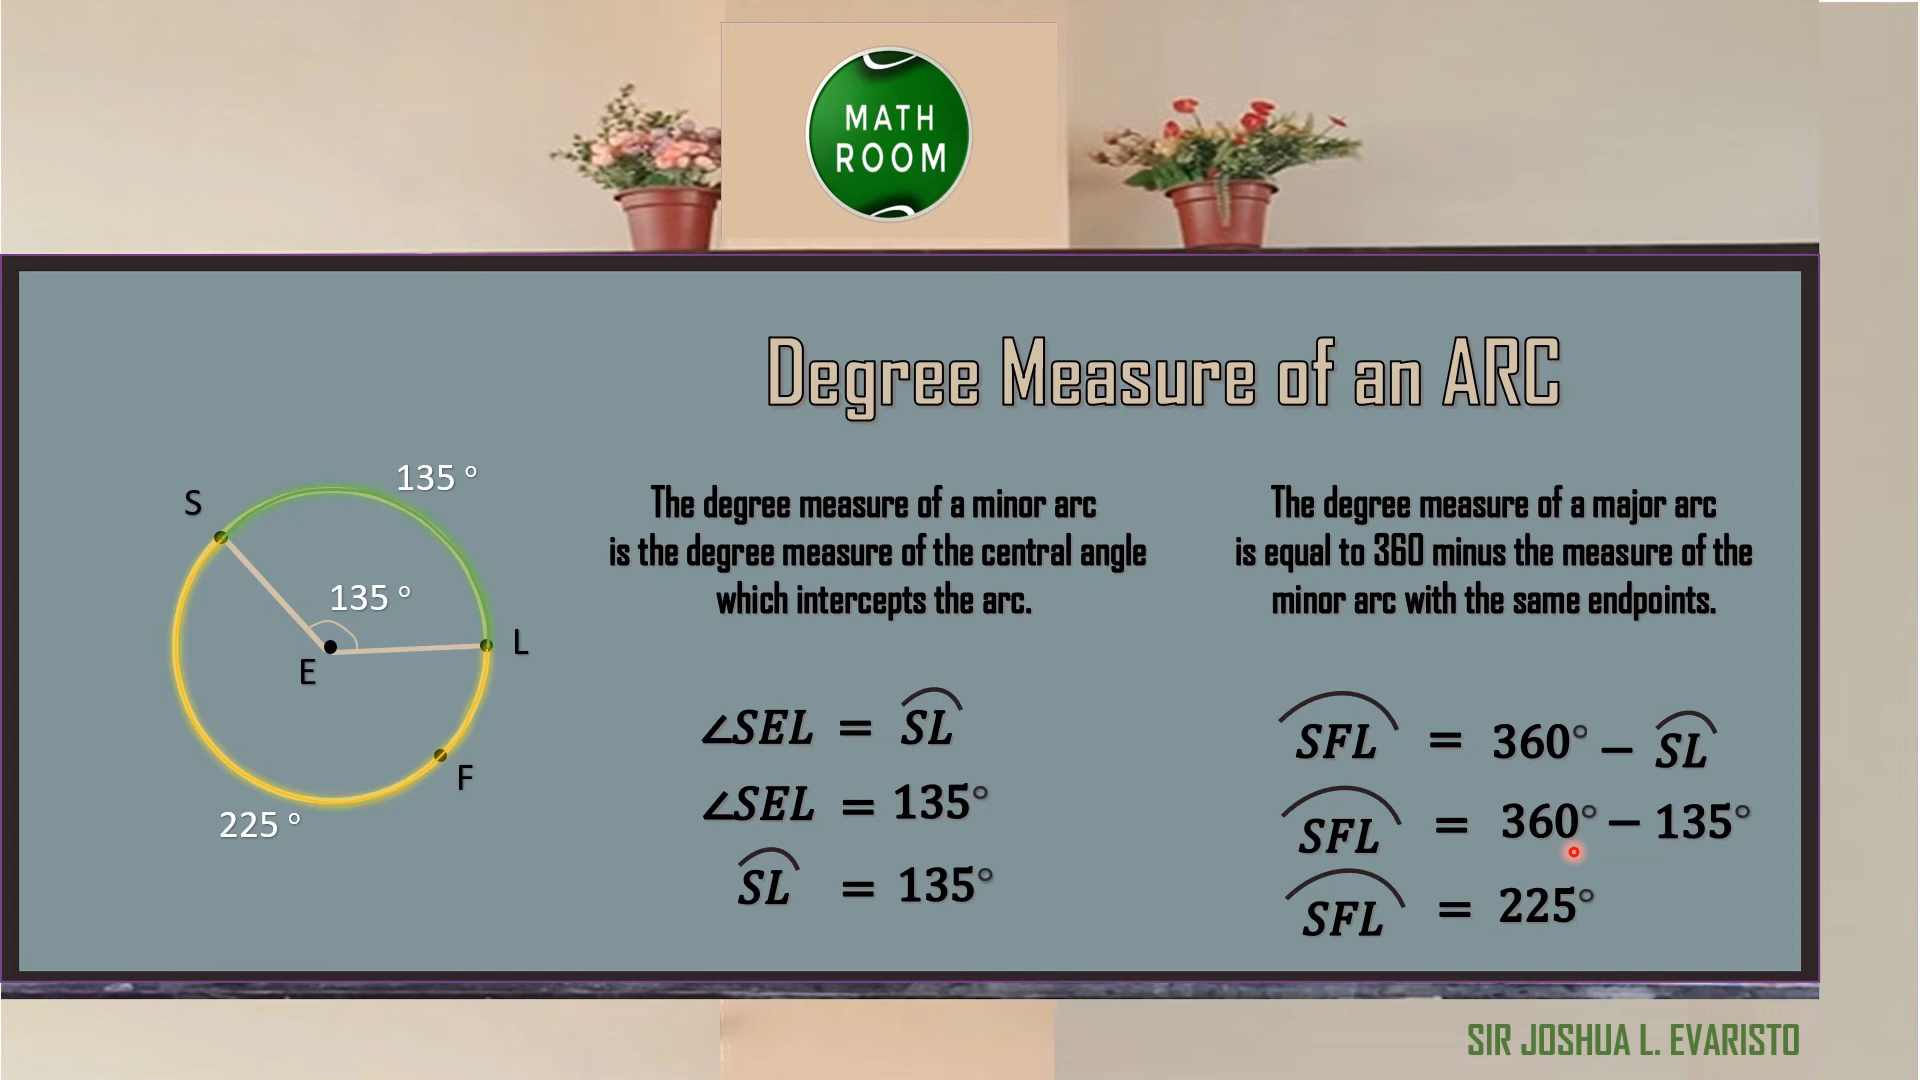 MATH
ROOM
Degree Measure of an ARC
135 °
S
135 °
L
E
F
225 °
The degree measure of a minor arc
is the degree measure of the central angle
which intercepts the arc.
∠SEL = SL
∠SEL = 135°
SL = 135°
The degree measure of a major arc
is equal to 360 minus the measure of the
minor arc with the same endpoints.
SFL = 360° − SL
SFL = 360° − 135°
SFL = 225°
SIR JOSHUA L. EVARISTO